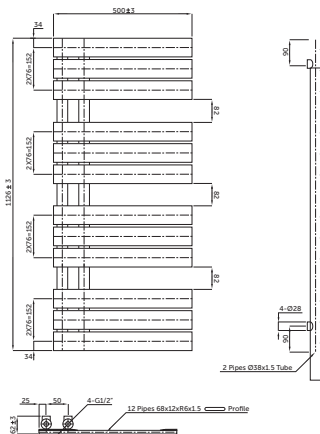 500±3
34
90
2X76=152
82
2X76=152
1126±3
82
2X76=152
82
4-Ø28
2X76=152
90
34
2 Pipes Ø38x1.5 Tube
25
50
4-G1/2"
12 Pipes 68x12xR6x1.5 Profile
62±3